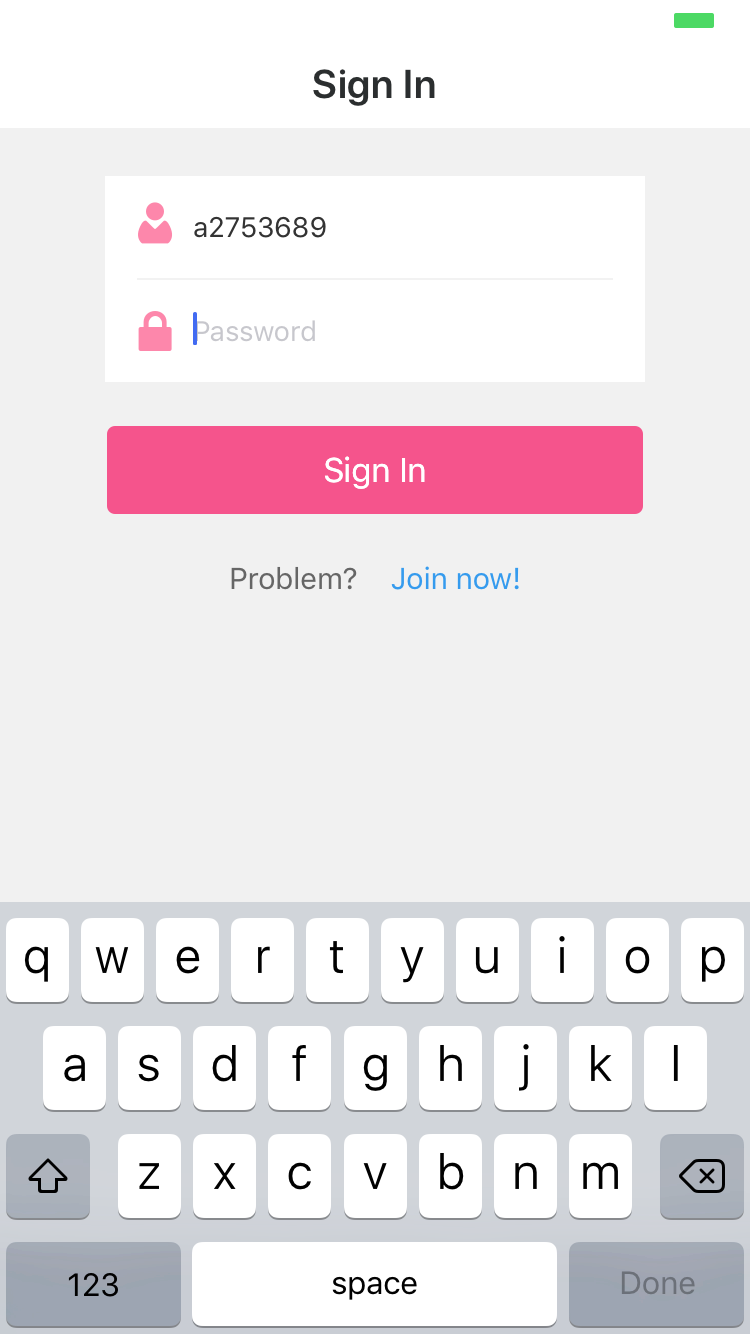 Sign In
a2753689
Password
Sign In
Problem? Join now!
q w e r t y u i o p
a s d f g h j k l
z x c v b n m
123 space Done